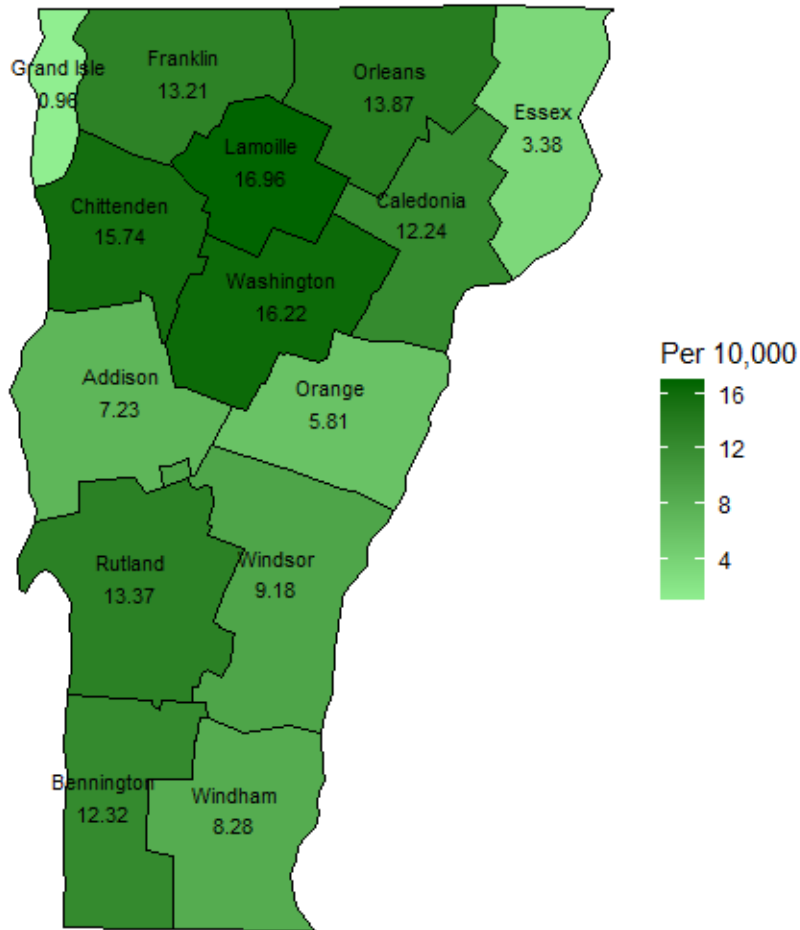 Grand Isle
0.96
Franklin
13.21
Orleans
13.87
Essex
3.38
Lamoille
16.96
Chittenden
15.74
Caledonia
12.24
Washington
16.22
Addison
7.23
Orange
5.81
Rutland
13.37
Windsor
9.18
Bennington
12.32
Windham
8.28
Per 10,000
16
12
8
4